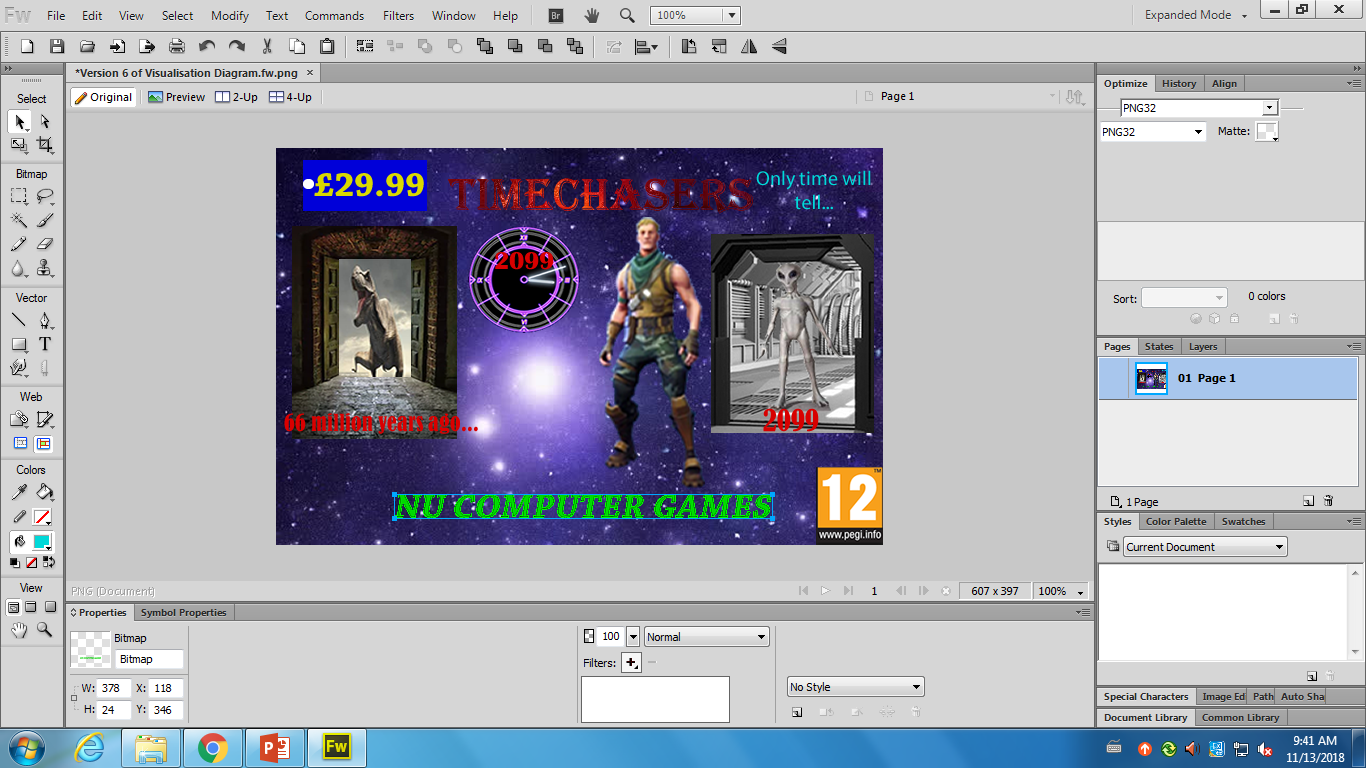 Fw File Edit View Select Modify Text Commands Filters Window Help Br 100% Expanded Mode
*Version 6 of Visualisation Diagram.fw.png ×
Original Preview 2-Up 4-Up Page 1
Select
Bitmap
Vector
Web
Colors
View
£29.99
TIMECHASERS
Only time will
tell...
2099
66 million years ago...
2099
NU COMPUTER GAMES
12
TM
www.pegi.info
PNG (Document) 1 607 x 397 100%
Properties Symbol Properties
Bitmap
Bitmap
W: 378 X: 118
H: 24 Y: 346
100 Normal
Filters:
No Style
Optimize History Align
PNG32
PNG32 Matte:
Sort: 0 colors
Pages States Layers
01 Page 1
1 Page
Styles Color Palette Swatches
Current Document
Special Characters Image Ed Path Auto Sha
Document Library Common Library
Fw
9:41 AM
11/13/2018